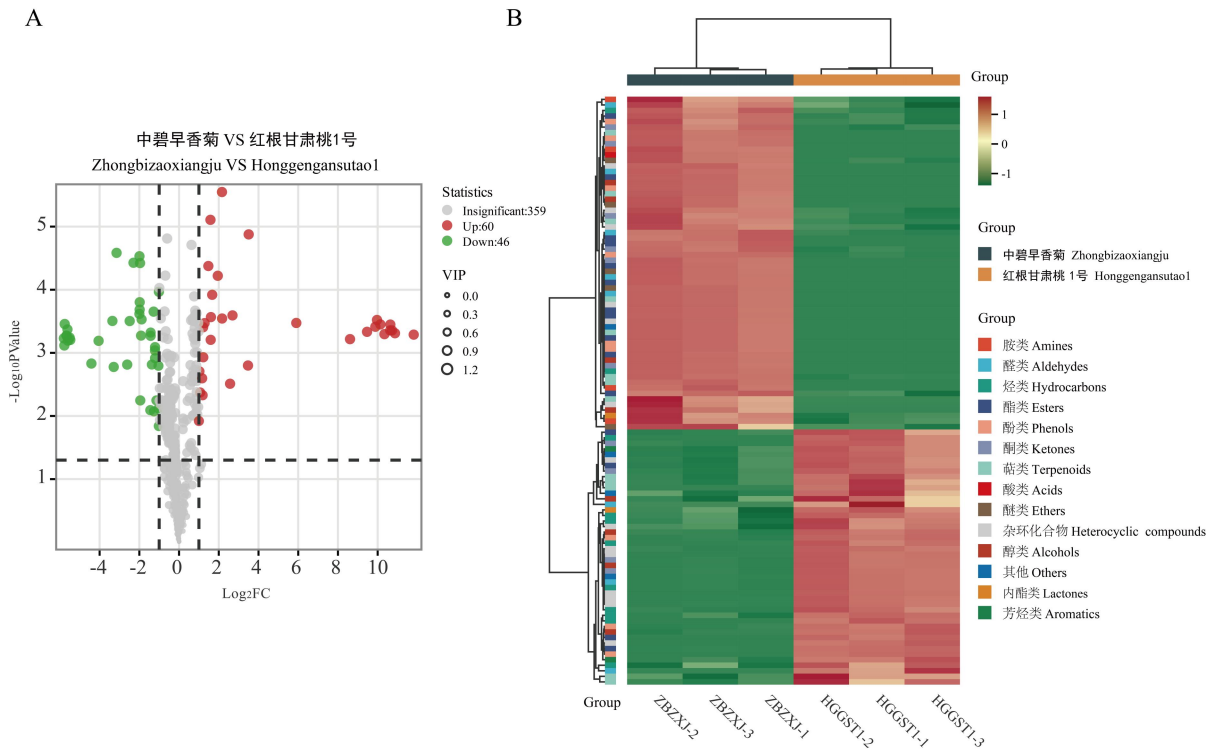 A
中碧早香菊 VS 红根甘肃桃1号
Zhongbizaoxiangju VS Honggengansutao1
5
4
3
2
1
-Log10PValue
-4
-2
0
2
4
6
8
10
Log2FC
Statistics
Insignificant:359
Up:60
Down:46
VIP
0.0
0.3
0.6
0.9
1.2
B
Group
1
0
-1
Group
中碧早香菊 Zhongbizaoxiangju
红根甘肃桃 1号 Honggengansutao1
Group
胺类 Amines
醛类 Aldehydes
烃类 Hydrocarbons
酯类 Esters
酚类 Phenols
酮类 Ketones
萜类 Terpenoids
酸类 Acids
醚类 Ethers
杂环化合物 Heterocyclic compounds
醇类 Alcohols
其他 Others
内酯类 Lactones
芳烃类 Aromatics
Group
ZBZXJ-2
ZBZXJ-3
ZBZXJ-1
HGGST1-2
HGGST1-1
HGGST1-3